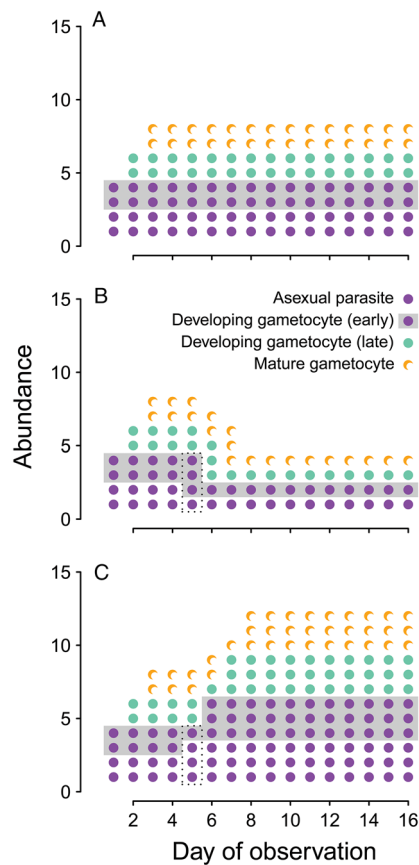 A
15
10
5
0
B
15
Asexual parasite
Developing gametocyte (early)
Developing gametocyte (late)
Mature gametocyte
10
5
0
Abundance
C
15
10
5
0
2 4 6 8 10 12 14 16
Day of observation